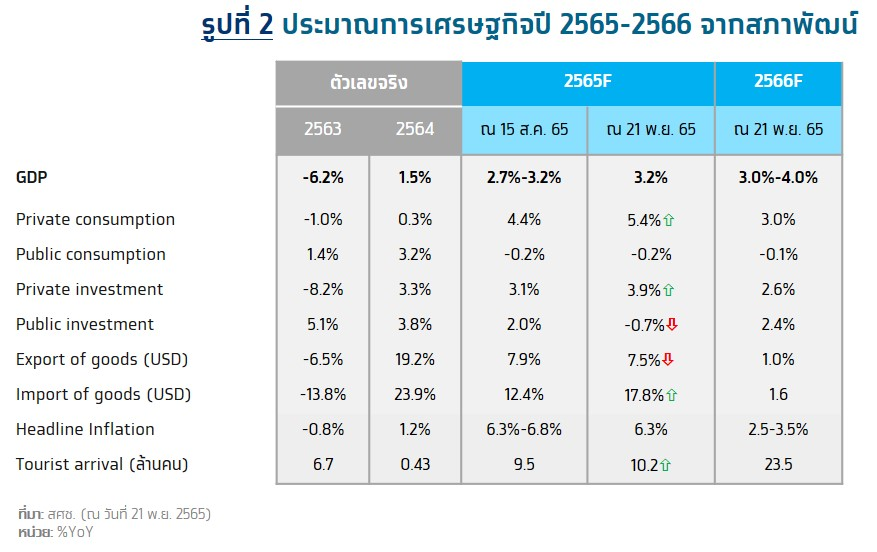 รูปที่ 2 ประมาณการเศรษฐกิจปี 2565-2566 จากสภาพัฒน์
ตัวเลขจริง 2565F 2566F
2563 2564 ณ 15 ส.ค. 65 ณ 21 พ.ย. 65 ณ 21 พ.ย. 65
GDP -6.2% 1.5% 2.7%-3.2% 3.2% 3.0%-4.0%
Private consumption -1.0% 0.3% 4.4% 5.4%⇧ 3.0%
Public consumption 1.4% 3.2% -0.2% -0.2% -0.1%
Private investment -8.2% 3.3% 3.1% 3.9%⇧ 2.6%
Public investment 5.1% 3.8% 2.0% -0.7%⇩ 2.4%
Export of goods (USD) -6.5% 19.2% 7.9% 7.5%⇩ 1.0%
Import of goods (USD) -13.8% 23.9% 12.4% 17.8%⇧ 1.6
Headline Inflation -0.8% 1.2% 6.3%-6.8% 6.3% 2.5-3.5%
Tourist arrival (ล้านคน) 6.7 0.43 9.5 10.2⇧ 23.5
ที่มา: สศช. (ณ วันที่ 21 พ.ย. 2565)
หน่วย: %YoY